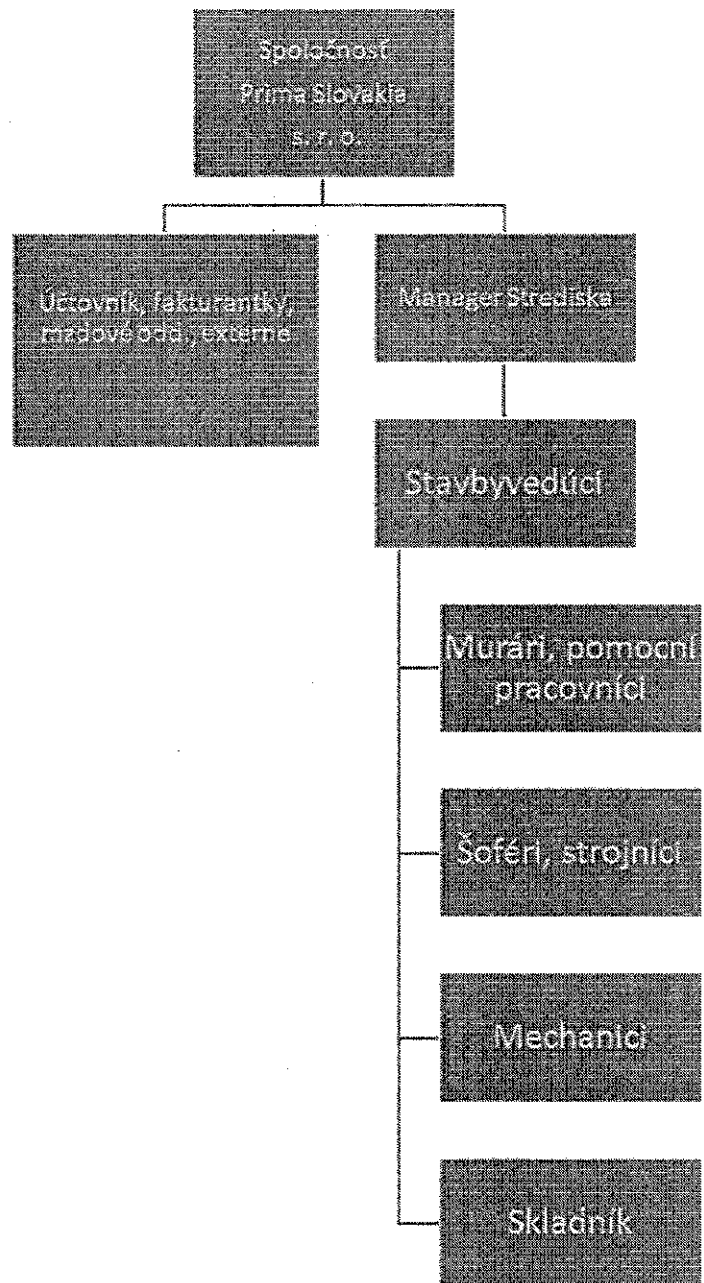 Spoločnosť
Prima Slovakia
s. r. o.
Účtovník, fakturantky,
mzdové odd., externe
Manager Strediska
Stavbyvedúci
Murári, pomocní
pracovníci
Šoféri, strojníci
Mechanici
Skladník